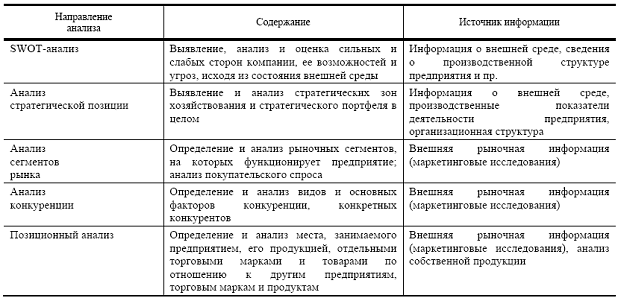 Направление
анализа
Содержание
Источник информации
SWOT-анализ
Выявление, анализ и оценка сильных и
слабых сторон компании, ее возможностей и
угроз, исходя из состояния внешней среды
Информация о внешней среде, сведения
о производственной структуре
предприятия и пр.
Анализ
стратегической позиции
Выявление и анализ стратегических зон
хозяйствования и стратегического портфеля в
целом
Информация о внешней среде,
производственные показатели
деятельности предприятия,
организационная структура
Анализ
сегментов
рынка
Определение и анализ рыночных сегментов,
на которых функционирует предприятие;
анализ покупательского спроса
Внешняя рыночная информация
(маркетинговые исследования)
Анализ
конкуренции
Определение и анализ видов и основных
факторов конкуренции, конкретных
конкурентов
Внешняя рыночная информация
(маркетинговые исследования)
Позиционный анализ
Определение и анализ места, занимаемого
предприятием, его продукцией, отдельными
торговыми марками и товарами по
отношению к другим предприятиям,
торговым маркам и продуктам
Внешняя рыночная информация
(маркетинговые исследования), анализ
собственной продукции